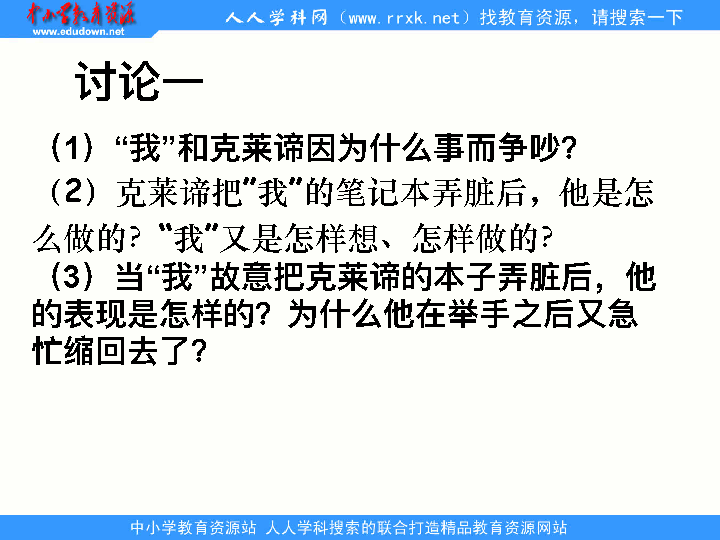 中小学教育资源
www.edudown.net
人人学科网（www.rrxk.net）找教育资源，请搜索一下
讨论一
（1）“我”和克莱谛因为什么事而争吵？
（2）克莱谛把"我"的笔记本弄脏后，他是怎
么做的？“我"又是怎样想、怎样做的？
（3）当“我”故意把克莱谛的本子弄脏后，他
的表现是怎样的？为什么他在举手之后又急
忙缩回去了？
中小学教育资源站 人人学科搜索的联合打造精品教育资源网站